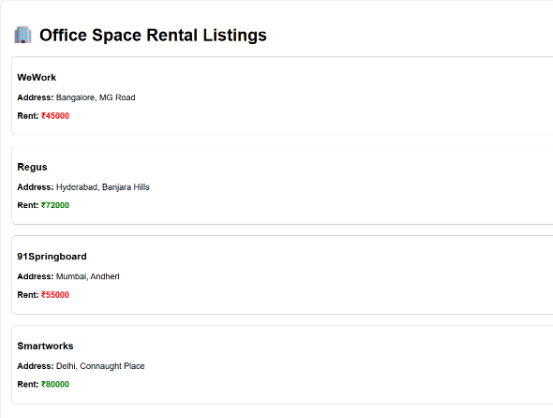 Office Space Rental Listings
WeWork
Address: Bangalore, MG Road
Rent: ₹45000
Regus
Address: Hyderabad, Banjara Hills
Rent: ₹72000
91Springboard
Address: Mumbai, Andheri
Rent: ₹55000
Smartworks
Address: Delhi, Connaught Place
Rent: ₹80000